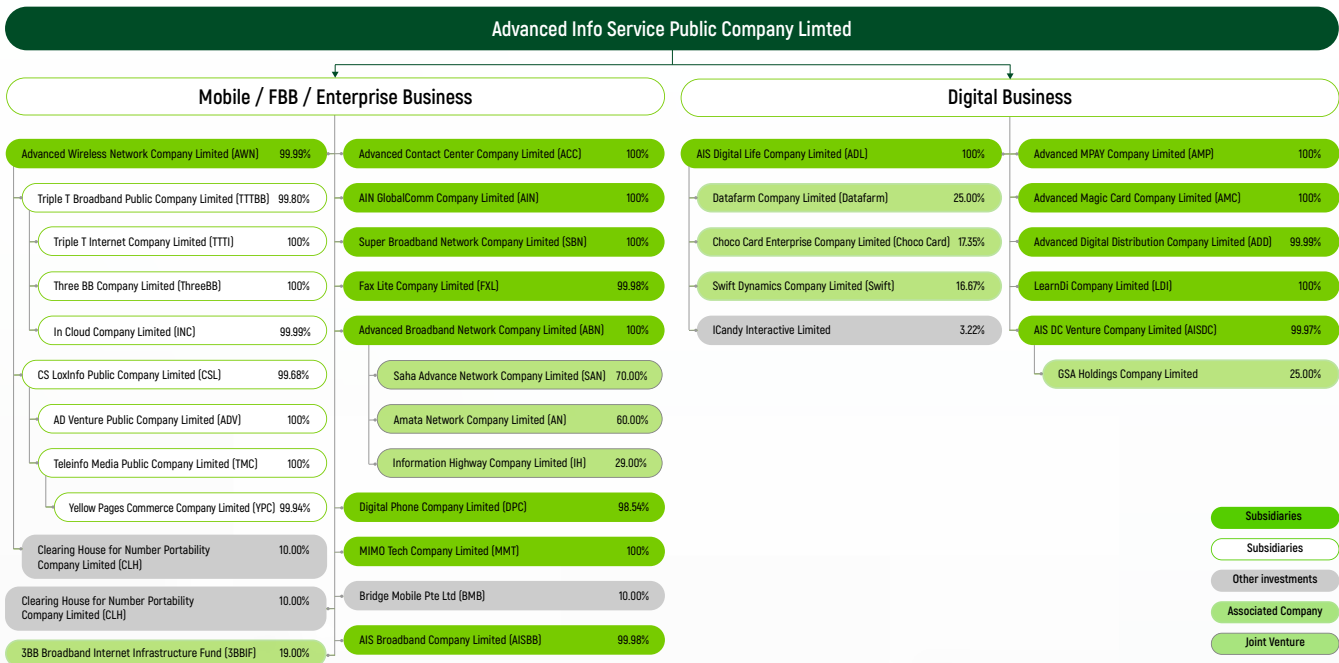 Advanced Info Service Public Company Limted
Mobile / FBB / Enterprise Business
Advanced Wireless Network Company Limited (AWN) 99.99%
Triple T Broadband Public Company Limited (TTTBB) 99.80%
Triple T Internet Company Limited (TTTI) 100%
Three BB Company Limited (ThreeBB) 100%
In Cloud Company Limited (INC) 99.99%
CS LoxInfo Public Company Limited (CSL) 99.68%
AD Venture Public Company Limited (ADV) 100%
Teleinfo Media Public Company Limited (TMC) 100%
Yellow Pages Commerce Company Limited (YPC) 99.94%
Clearing House for Number Portability 10.00%
Company Limited (CLH)
Clearing House for Number Portability 10.00%
Company Limited (CLH)
3BB Broadband Internet Infrastructure Fund (3BBIF) 19.00%
Advanced Contact Center Company Limited (ACC) 100%
AIN GlobalComm Company Limited (AIN) 100%
Super Broadband Network Company Limited (SBN) 100%
Fax Lite Company Limited (FXL) 99.98%
Advanced Broadband Network Company Limited (ABN) 100%
Saha Advance Network Company Limited (SAN) 70.00%
Amata Network Company Limited (AN) 60.00%
Information Highway Company Limited (IH) 29.00%
Digital Phone Company Limited (DPC) 98.54%
MIMO Tech Company Limited (MMT) 100%
Bridge Mobile Pte Ltd (BMB) 10.00%
AIS Broadband Company Limited (AISBB) 99.98%
Digital Business
AIS Digital Life Company Limited (ADL) 100%
Datafarm Company Limited (Datafarm) 25.00%
Choco Card Enterprise Company Limited (Choco Card) 17.35%
Swift Dynamics Company Limited (Swift) 16.67%
ICandy Interactive Limited 3.22%
Advanced MPAY Company Limited (AMP) 100%
Advanced Magic Card Company Limited (AMC) 100%
Advanced Digital Distribution Company Limited (ADD) 99.99%
LearnDi Company Limited (LDI) 100%
AIS DC Venture Company Limited (AISDC) 99.97%
GSA Holdings Company Limited 25.00%
Subsidiaries
Subsidiaries
Other investments
Associated Company
Joint Venture